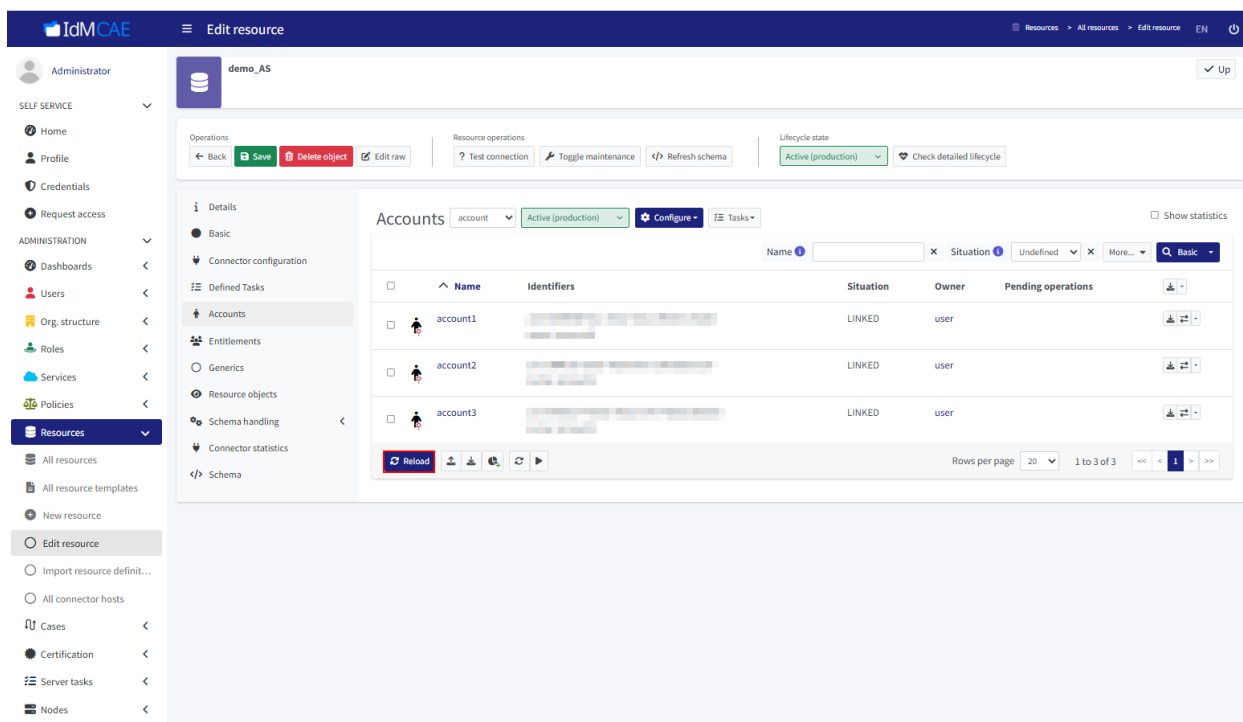 IdMCAE
Edit resource
Resources > All resources > Edit resource EN
Administrator
SELF SERVICE
Home
Profile
Credentials
Request access
ADMINISTRATION
Dashboards
Users
Org. structure
Roles
Services
Policies
Resources
All resources
All resource templates
New resource
Edit resource
Import resource definit...
All connector hosts
Cases
Certification
Server tasks
Nodes
demo_AS
Up
Operations
Back Save Delete object Edit raw
Resource operations
? Test connection Toggle maintenance </> Refresh schema
Lifecycle state
Active (production) Check detailed lifecycle
Details
Basic
Connector configuration
Defined Tasks
Accounts
Entitlements
Generics
Resource objects
Schema handling
Connector statistics
</> Schema
Accounts account Active (production) Configure Tasks Show statistics
Name Situation Undefined More... Basic
Name Identifiers Situation Owner Pending operations
account1 LINKED user
account2 LINKED user
account3 LINKED user
Reload Rows per page 20 1 to 3 of 3 << < 1 > >>